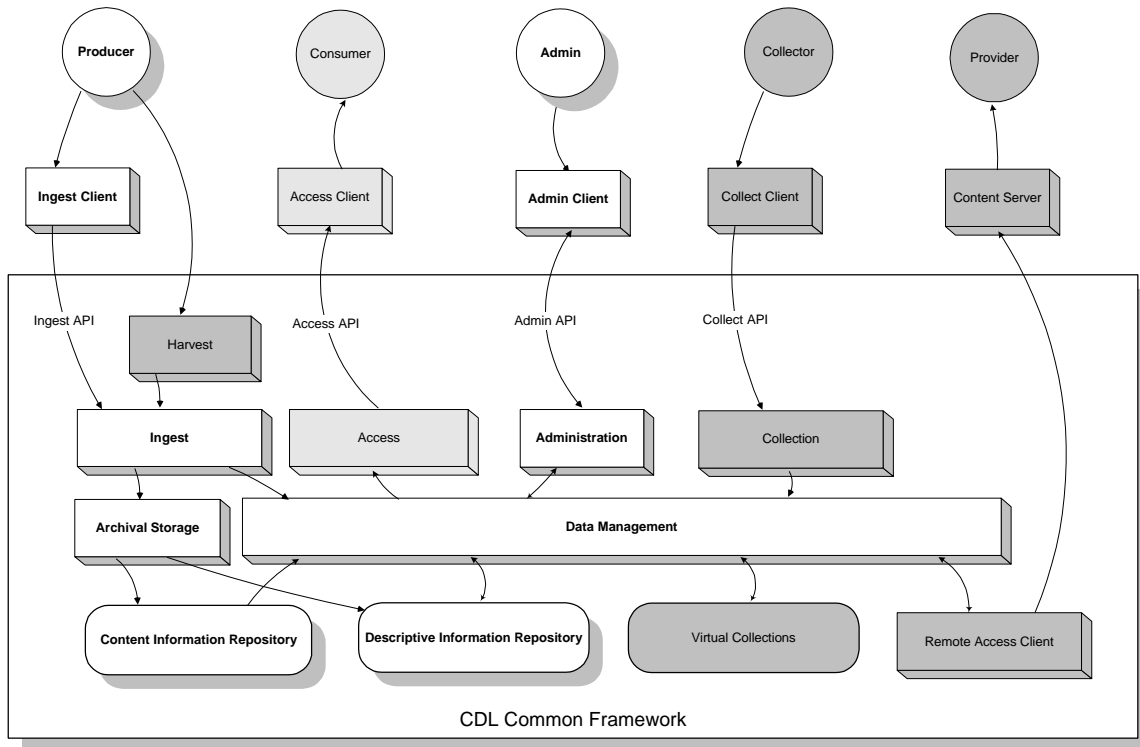 Producer
Consumer
Admin
Collector
Provider
Ingest Client
Access Client
Admin Client
Collect Client
Content Server
Ingest API
Access API
Admin API
Collect API
Harvest
Ingest
Access
Administration
Collection
Archival Storage
Data Management
Content Information Repository
Descriptive Information Repository
Virtual Collections
Remote Access Client
CDL Common Framework